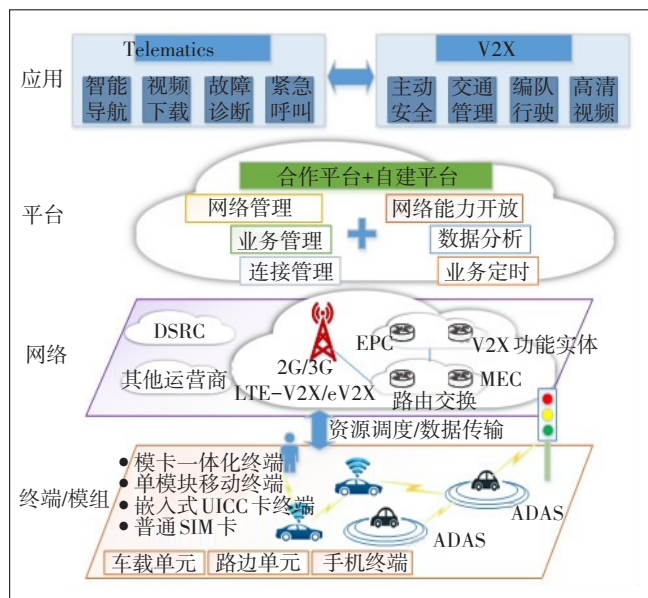 Telematics
V2X
应用
智能导航
视频下载
故障诊断
紧急呼叫
主动安全
交通管理
编队行驶
高清视频
平台
合作平台+自建平台
网络管理
网络能力开放
业务管理
数据分析
连接管理
业务定时
网络
DSRC
其他运营商
2G/3G
LTE-V2X/eV2X
EPC
V2X 功能实体
MEC
路由交换
资源调度/数据传输
终端/模组
●模卡一体化终端
●单模块移动终端
●嵌入式 UICC 卡终端
●普通 SIM 卡
ADAS
ADAS
车载单元
路边单元
手机终端